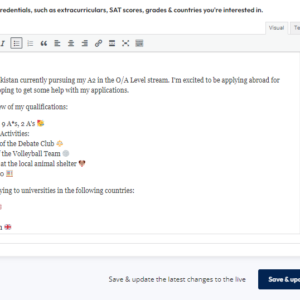 credentials, such as extracurriculars, SAT scores, grades & countries you're interested in.
Visual
kistan currently pursuing my A2 in the O/A Level stream. I'm excited to be applying abroad for
ping to get some help with my applications.
w of my qualifications:
9 A*s, 2 A's
Activities:
of the Debate Club
the Volleyball Team
at the local animal shelter
ying to universities in the following countries:
Save & update the latest changes to the live
Save & up